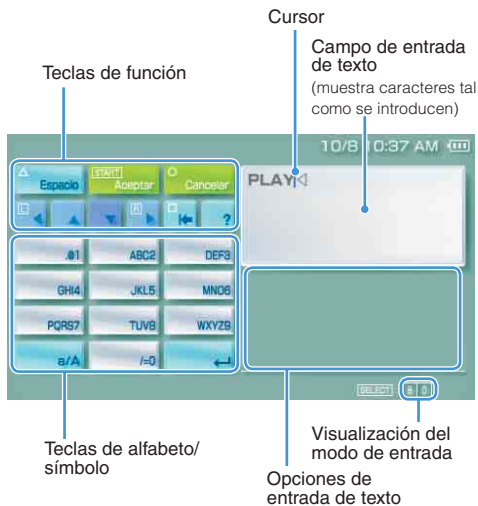 Cursor
Campo de entrada
de texto
(muestra caracteres tal
como se introducen)
Teclas de función
10/8 10:37 AM
Espacio
START
Aceptar
Cancelar
PLAY
L
R
?
.@1
ABC2
DEF3
GHI4
JKL5
MNO6
PQRS7
TUV8
WXYZ9
a/A
/=0
SELECT
Teclas de alfabeto/
símbolo
Visualización del
modo de entrada
Opciones de
entrada de texto